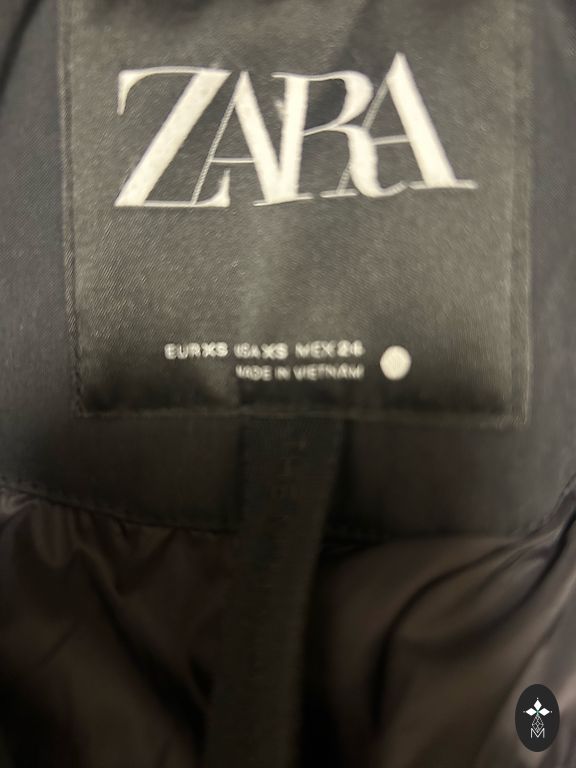 ZARA
EUR XS USA XS MEX 24
MADE IN VIETNAM
M